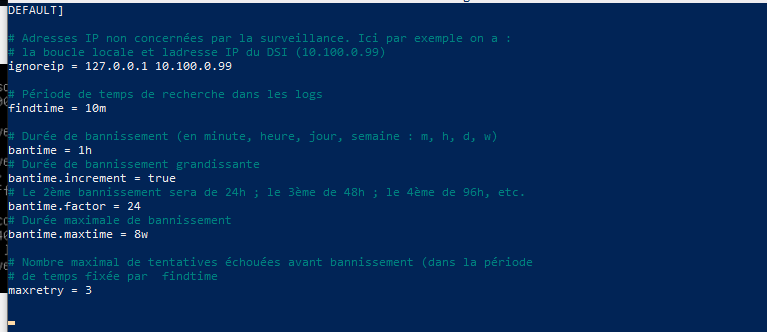 DEFAULT]
# Adresses IP non concernées par la surveillance. Ici par exemple on a :
# la boucle locale et ladresse IP du DSI (10.100.0.99)
ignoreip = 127.0.0.1 10.100.0.99
# Période de temps de recherche dans les logs
findtime = 10m
# Durée de bannissement (en minute, heure, jour, semaine : m, h, d, w)
bantime = 1h
# Durée de bannissement grandissante
bantime.increment = true
# Le 2ème bannissement sera de 24h ; le 3ème de 48h ; le 4ème de 96h, etc.
bantime.factor = 24
# Durée maximale de bannissement
bantime.maxtime = 8w
# Nombre maximal de tentatives échouées avant bannissement (dans la période
# de temps fixée par  findtime
maxretry = 3